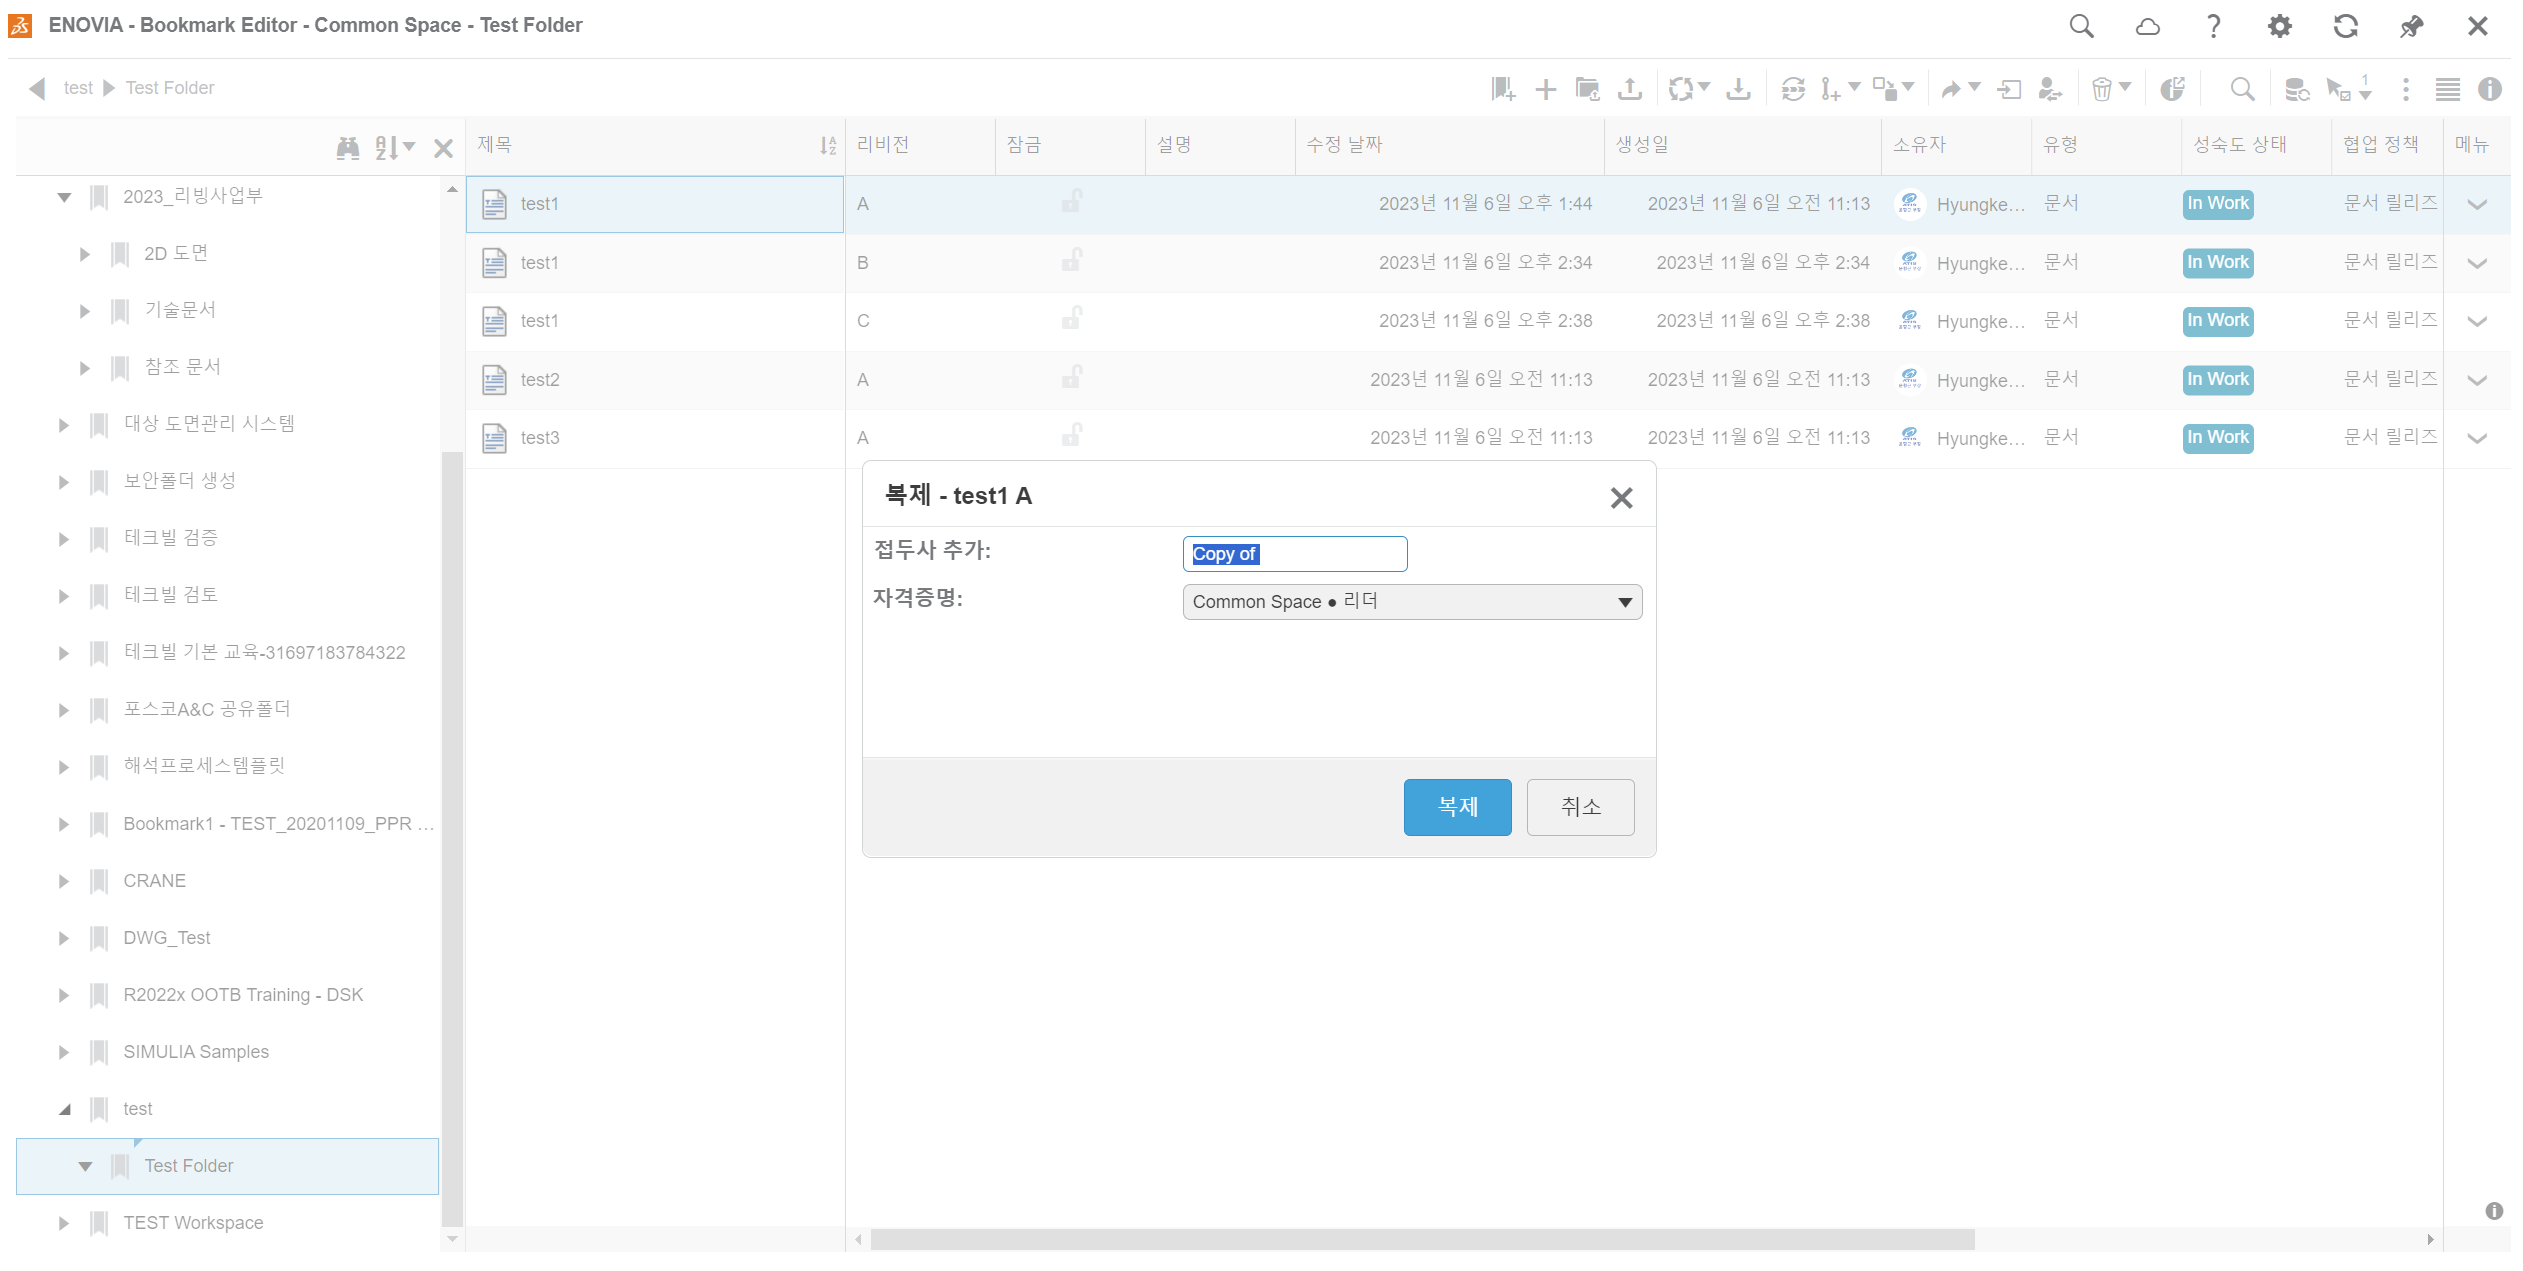 ENOVIA - Bookmark Editor - Common Space - Test Folder
test Test Folder
1
제목 리비전 잠금 설명 수정 날짜 생성일 소유자 유형 성숙도 상태 협업 정책 메뉴
2023_리빙사업부
2D 도면
기술문서
참조 문서
대상 도면관리 시스템
보안폴더 생성
테크빌 검증
테크빌 검토
테크빌 기본 교육-31697183784322
포스코A&C 공유폴더
해석프로세스템플릿
Bookmark1 - TEST_20201109_PPR ...
CRANE
DWG_Test
R2022x OOTB Training - DSK
SIMULIA Samples
test
Test Folder
TEST Workspace
test1 A 2023년 11월 6일 오후 1:44 2023년 11월 6일 오전 11:13 Hyungke... 문서 In Work 문서 릴리즈
test1 B 2023년 11월 6일 오후 2:34 2023년 11월 6일 오후 2:34 Hyungke... 문서 In Work 문서 릴리즈
test1 C 2023년 11월 6일 오후 2:38 2023년 11월 6일 오후 2:38 Hyungke... 문서 In Work 문서 릴리즈
test2 A 2023년 11월 6일 오전 11:13 2023년 11월 6일 오전 11:13 Hyungke... 문서 In Work 문서 릴리즈
test3 A 2023년 11월 6일 오전 11:13 2023년 11월 6일 오전 11:13 Hyungke... 문서 In Work 문서 릴리즈
복제 - test1 A
접두사 추가: Copy of
자격증명: Common Space ● 리더
복제 취소